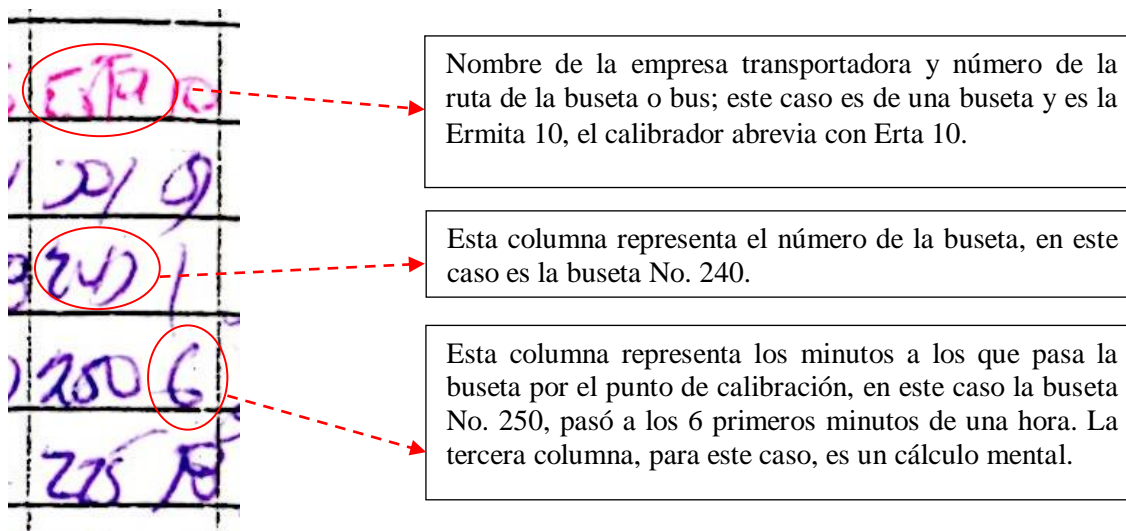 Erta 10
Nombre de la empresa transportadora y número de la
ruta de la buseta o bus; este caso es de una buseta y es la
Ermita 10, el calibrador abrevia con Erta 10.
301
240 1
Esta columna representa el número de la buseta, en este
caso es la buseta No. 240.
250 6
Esta columna representa los minutos a los que pasa la
buseta por el punto de calibración, en este caso la buseta
No. 250, pasó a los 6 primeros minutos de una hora. La
tercera columna, para este caso, es un cálculo mental.
225 18